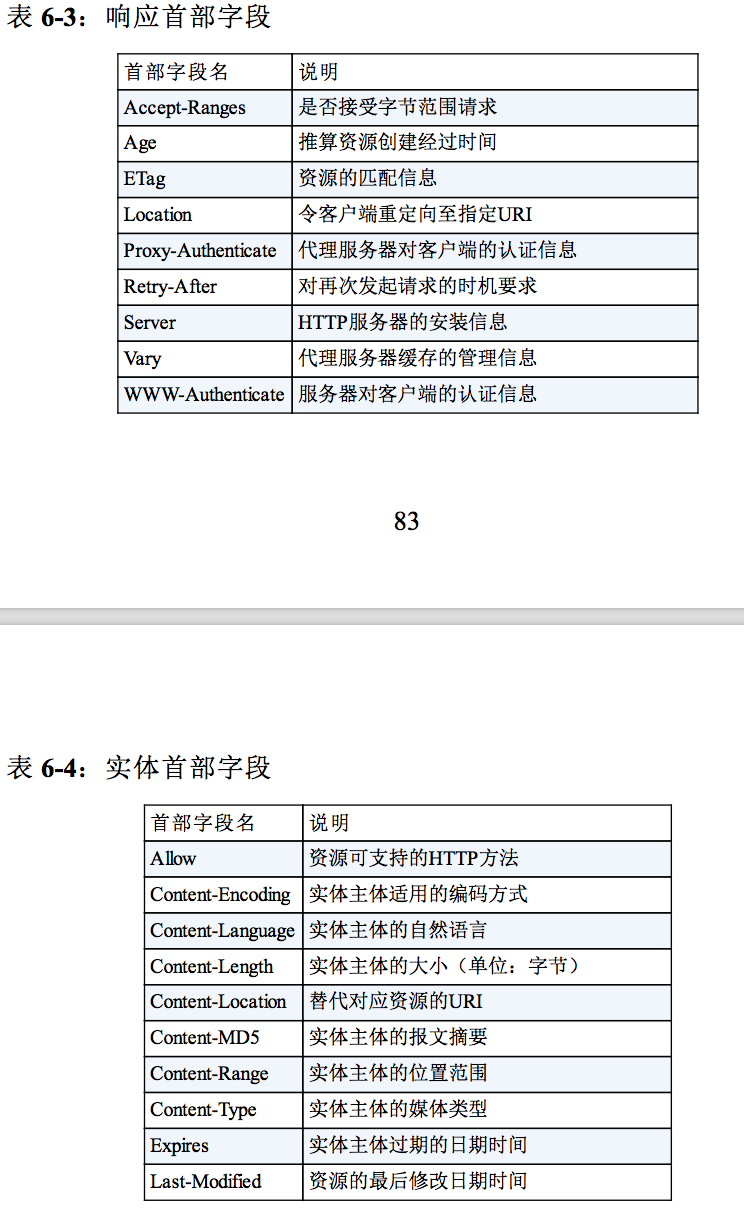 表 6-3：响应首部字段
首部字段名 说明
Accept-Ranges 是否接受字节范围请求
Age 推算资源创建经过时间
ETag 资源的匹配信息
Location 令客户端重定向至指定URI
Proxy-Authenticate 代理服务器对客户端的认证信息
Retry-After 对再次发起请求的时机要求
Server HTTP服务器的安装信息
Vary 代理服务器缓存的管理信息
WWW-Authenticate 服务器对客户端的认证信息
83
表 6-4：实体首部字段
首部字段名 说明
Allow 资源可支持的HTTP方法
Content-Encoding 实体主体适用的编码方式
Content-Language 实体主体的自然语言
Content-Length 实体主体的大小（单位：字节）
Content-Location 替代对应资源的URI
Content-MD5 实体主体的报文摘要
Content-Range 实体主体的位置范围
Content-Type 实体主体的媒体类型
Expires 实体主体过期的日期时间
Last-Modified 资源的最后修改日期时间